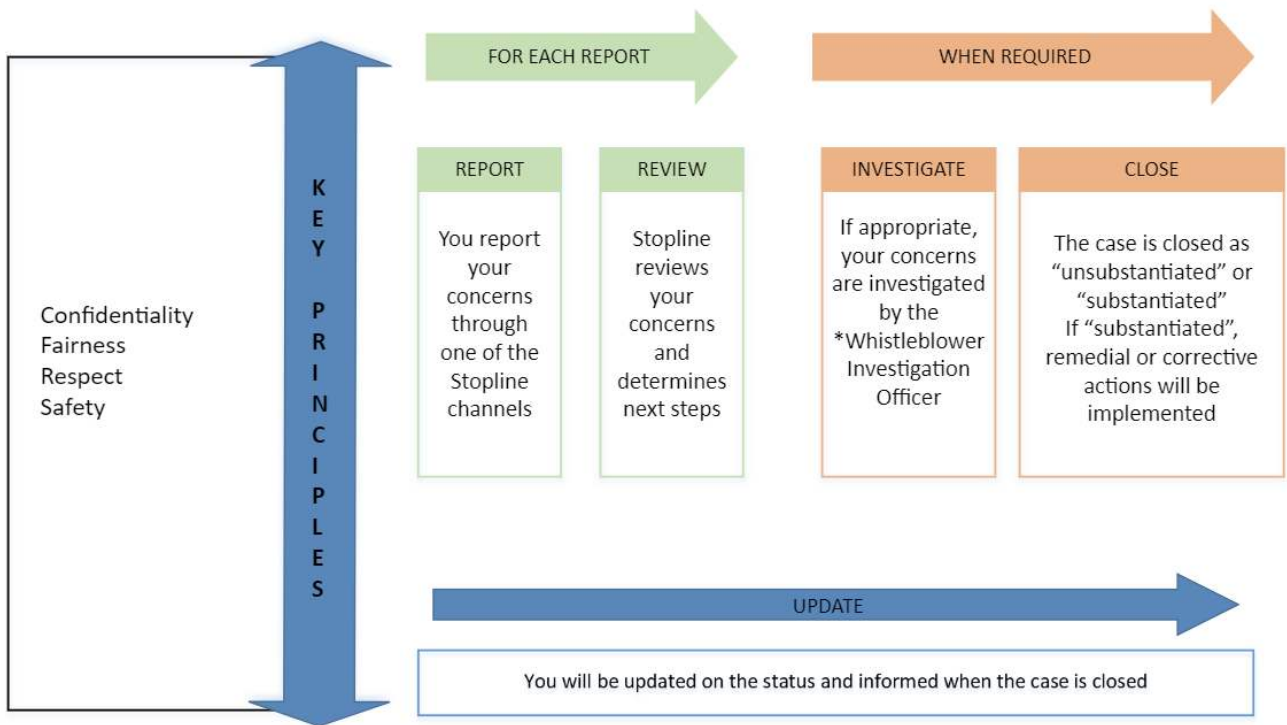 FOR EACH REPORT
WHEN REQUIRED
Confidentiality
Fairness
Respect
Safety
KEY PRINCIPLES
REPORT
You report
your
concerns
through
one of the
Stopline
channels
REVIEW
Stopline
reviews
your
concerns
and
determines
next steps
INVESTIGATE
If appropriate,
your concerns
are investigated
by the
*Whistleblower
Investigation
Officer
CLOSE
The case is closed as
“unsubstantiated” or
“substantiated”
If “substantiated”,
remedial or corrective
actions will be
implemented
UPDATE
You will be updated on the status and informed when the case is closed